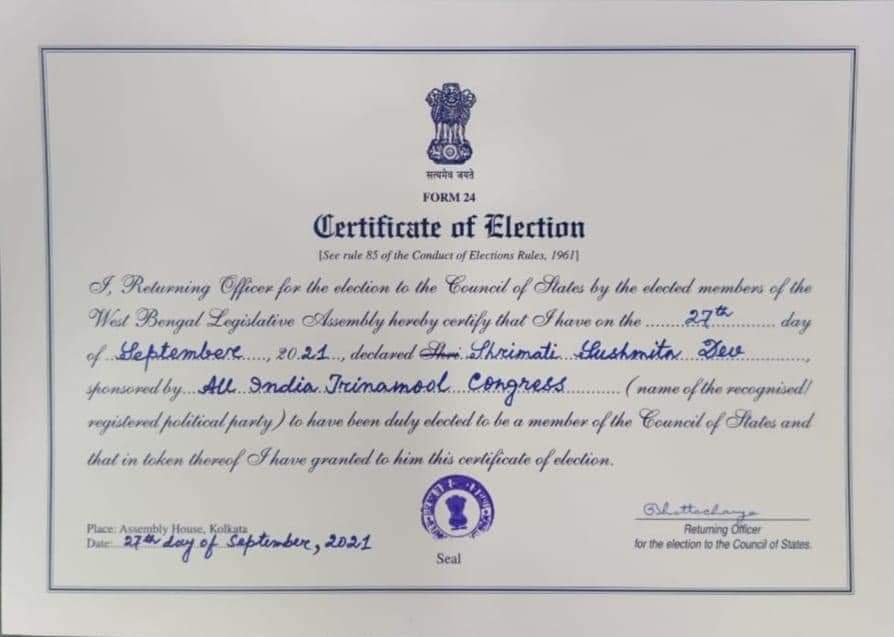 सत्यमेव जयते
FORM 24
Certificate of Election
[See rule 85 of the Conduct of Elections Rules, 1961]
I, Returning Officer for the election to the Council of States by the elected members of the
West Bengal Legislative Assembly hereby certify that I have on the ........27th............... day
of ..September....., 2021..., declared Shri Shrimati Sushmita Dev ..............,
sponsored by...All India Trinamool Congress.............. ( name of the recognised/
registered political party ) to have been duly elected to be a member of the Council of States and
that in token thereof I have granted to him this certificate of election.
Place: Assembly House, Kolkata
Date: 27th day of September, 2021
Seal
Bhattacharya
Returning Officer
for the election to the Council of States.